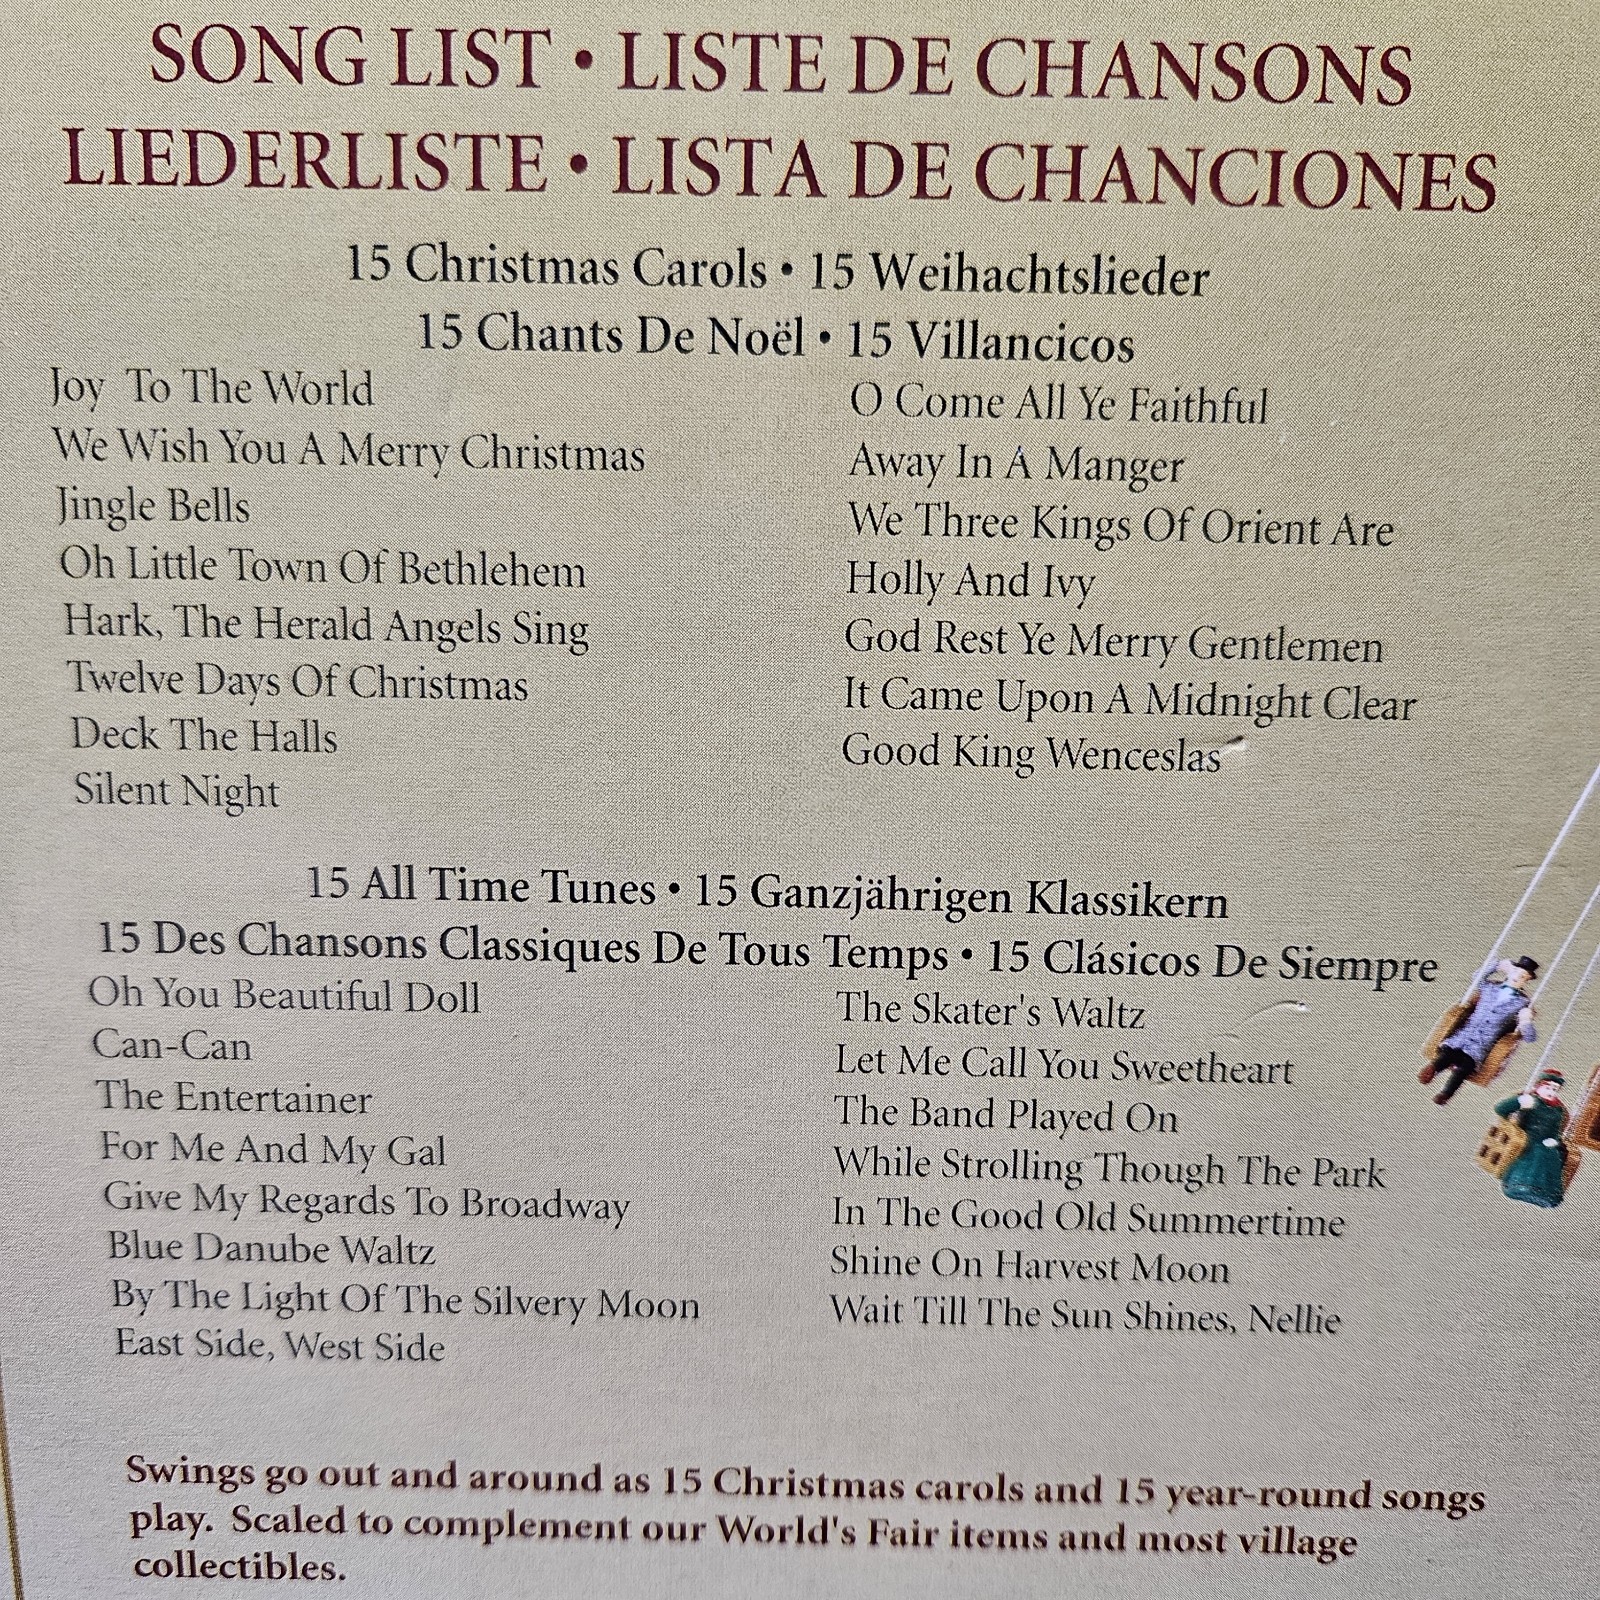 SONG LIST • LISTE DE CHANSONS
LIEDERLISTE • LISTA DE CHANCIONES
15 Christmas Carols • 15 Weihachtslieder
15 Chants De Noël • 15 Villancicos
Joy To The World
We Wish You A Merry Christmas
Jingle Bells
Oh Little Town Of Bethlehem
Hark, The Herald Angels Sing
Twelve Days Of Christmas
Deck The Halls
Silent Night
O Come All Ye Faithful
Away In A Manger
We Three Kings Of Orient Are
Holly And Ivy
God Rest Ye Merry Gentlemen
It Came Upon A Midnight Clear
Good King Wenceslas
15 All Time Tunes • 15 Ganzjährigen Klassikern
15 Des Chansons Classiques De Tous Temps • 15 Clásicos De Siempre
Oh You Beautiful Doll
Can-Can
The Entertainer
For Me And My Gal
Give My Regards To Broadway
Blue Danube Waltz
By The Light Of The Silvery Moon
East Side, West Side
The Skater's Waltz
Let Me Call You Sweetheart
The Band Played On
While Strolling Though The Park
In The Good Old Summertime
Shine On Harvest Moon
Wait Till The Sun Shines, Nellie
Swings go out and around as 15 Christmas carols and 15 year-round songs
play. Scaled to complement our World's Fair items and most village
collectibles.